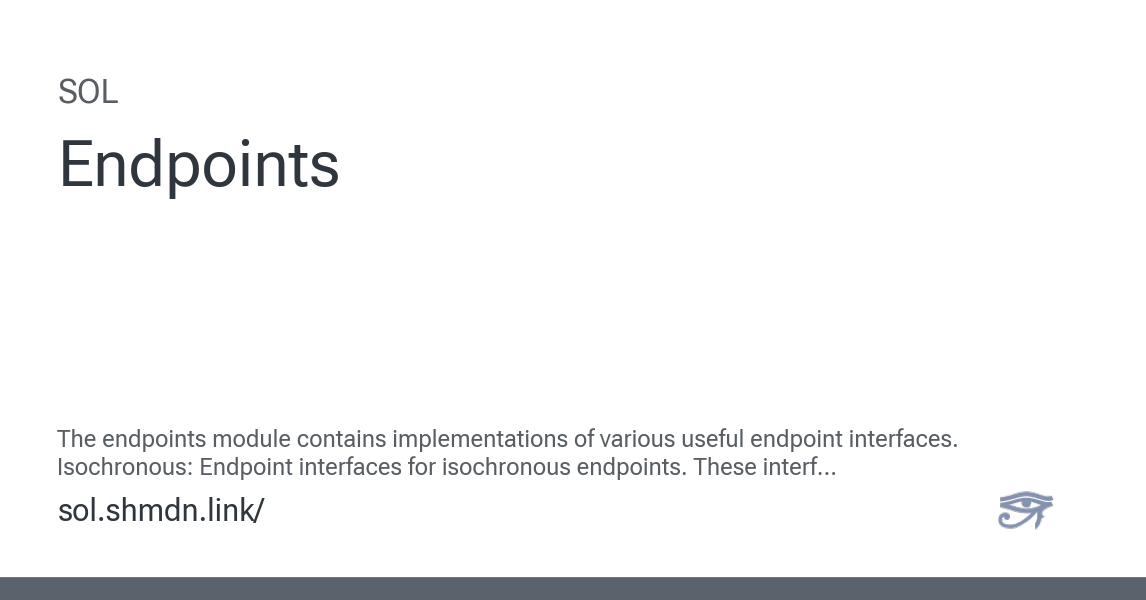 SOL
Endpoints
The endpoints module contains implementations of various useful endpoint interfaces.
Isochronous: Endpoint interfaces for isochronous endpoints. These interf...
sol.shmdn.link/